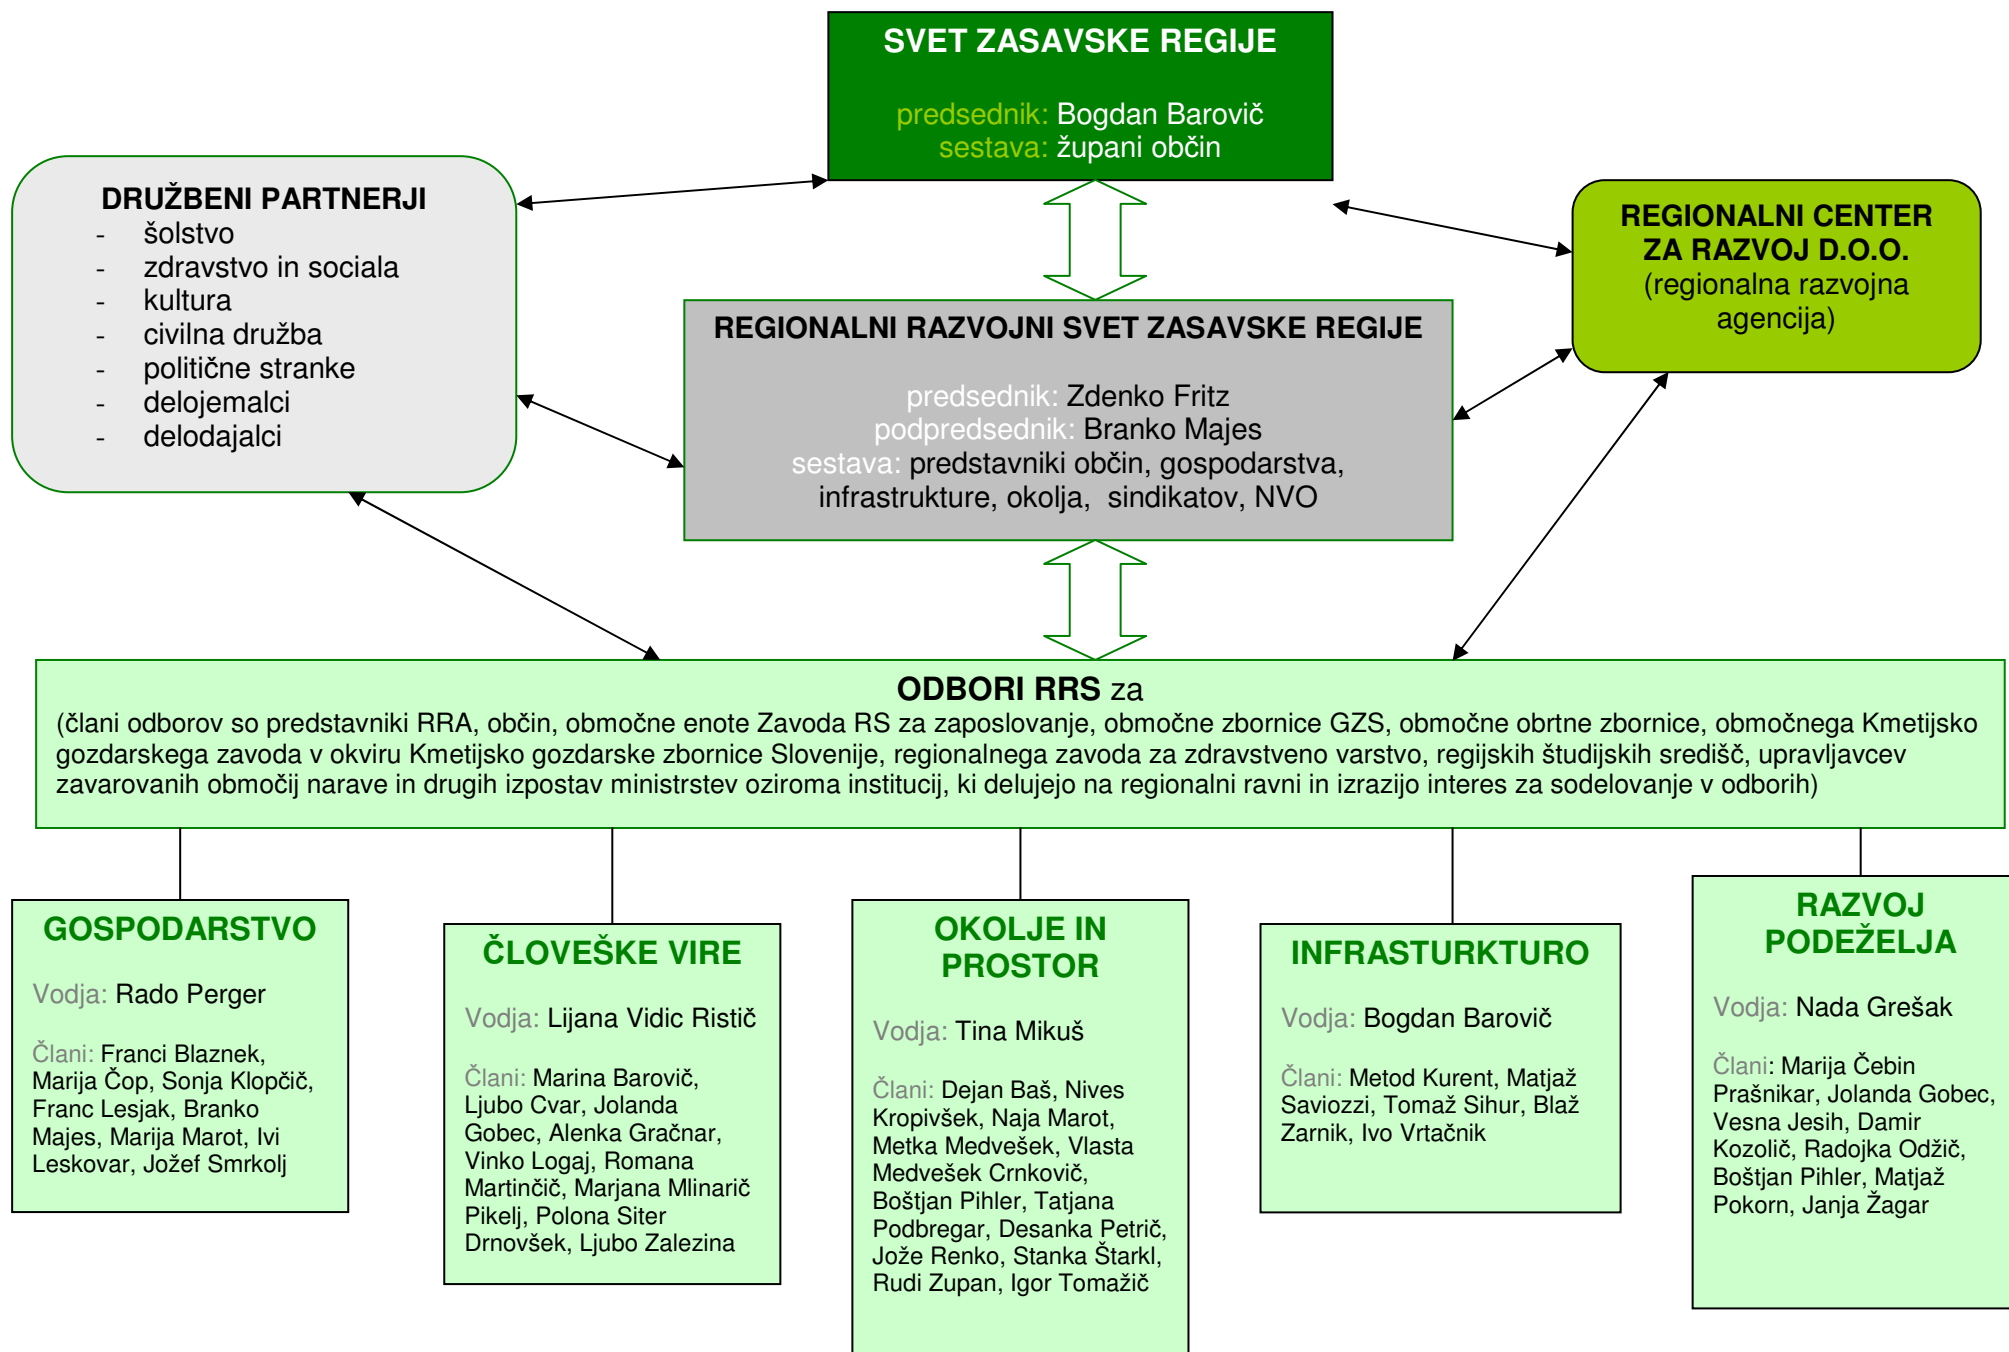 SVET ZASAVSKE REGIJE
predsednik: Bogdan Barovič
sestava: župani občin
DRUŽBENI PARTNERJI
- šolstvo
- zdravstvo in sociala
- kultura
- civilna družba
- politične stranke
- delojemalci
- delodajalci
REGIONALNI CENTER
ZA RAZVOJ D.O.O.
(regionalna razvojna
agencija)
REGIONALNI RAZVOJNI SVET ZASAVSKE REGIJE
predsednik: Zdenko Fritz
podpredsednik: Branko Majes
sestava: predstavniki občin, gospodarstva,
infrastrukture, okolja, sindikatov, NVO
ODBORI RRS za
(člani odborov so predstavniki RRA, občin, območne enote Zavoda RS za zaposlovanje, območne zbornice GZS, območne obrtne zbornice, območnega Kmetijsko
gozdarskega zavoda v okviru Kmetijsko gozdarske zbornice Slovenije, regionalnega zavoda za zdravstveno varstvo, regijskih študijskih središč, upravljavcev
zavarovanih območij narave in drugih izpostav ministrstev oziroma institucij, ki delujejo na regionalni ravni in izrazijo interes za sodelovanje v odborih)
GOSPODARSTVO
Vodja: Rado Perger
Člani: Franci Blaznek,
Marija Čop, Sonja Klopčič,
Franc Lesjak, Branko
Majes, Marija Marot, Ivi
Leskovar, Jožef Smrkolj
ČLOVEŠKE VIRE
Vodja: Lijana Vidic Ristič
Člani: Marina Barovič,
Ljubo Cvar, Jolanda
Gobec, Alenka Gračnar,
Vinko Logaj, Romana
Martinčič, Marjana Mlinarič
Pikelj, Polona Siter
Drnovšek, Ljubo Zalezina
OKOLJE IN
PROSTOR
Vodja: Tina Mikuš
Člani: Dejan Baš, Nives
Kropivšek, Naja Marot,
Metka Medvešek, Vlasta
Medvešek Crnkovič,
Boštjan Pihler, Tatjana
Podbregar, Desanka Petrič,
Jože Renko, Stanka Štarkl,
Rudi Zupan, Igor Tomažič
INFRASTURKTURO
Vodja: Bogdan Barovič
Člani: Metod Kurent, Matjaž
Saviozzi, Tomaž Sihur, Blaž
Zarnik, Ivo Vrtačnik
RAZVOJ
PODEŽELJA
Vodja: Nada Grešak
Člani: Marija Čebin
Prašnikar, Jolanda Gobec,
Vesna Jesih, Damir
Kozolič, Radojka Odžič,
Boštjan Pihler, Matjaž
Pokorn, Janja Žagar